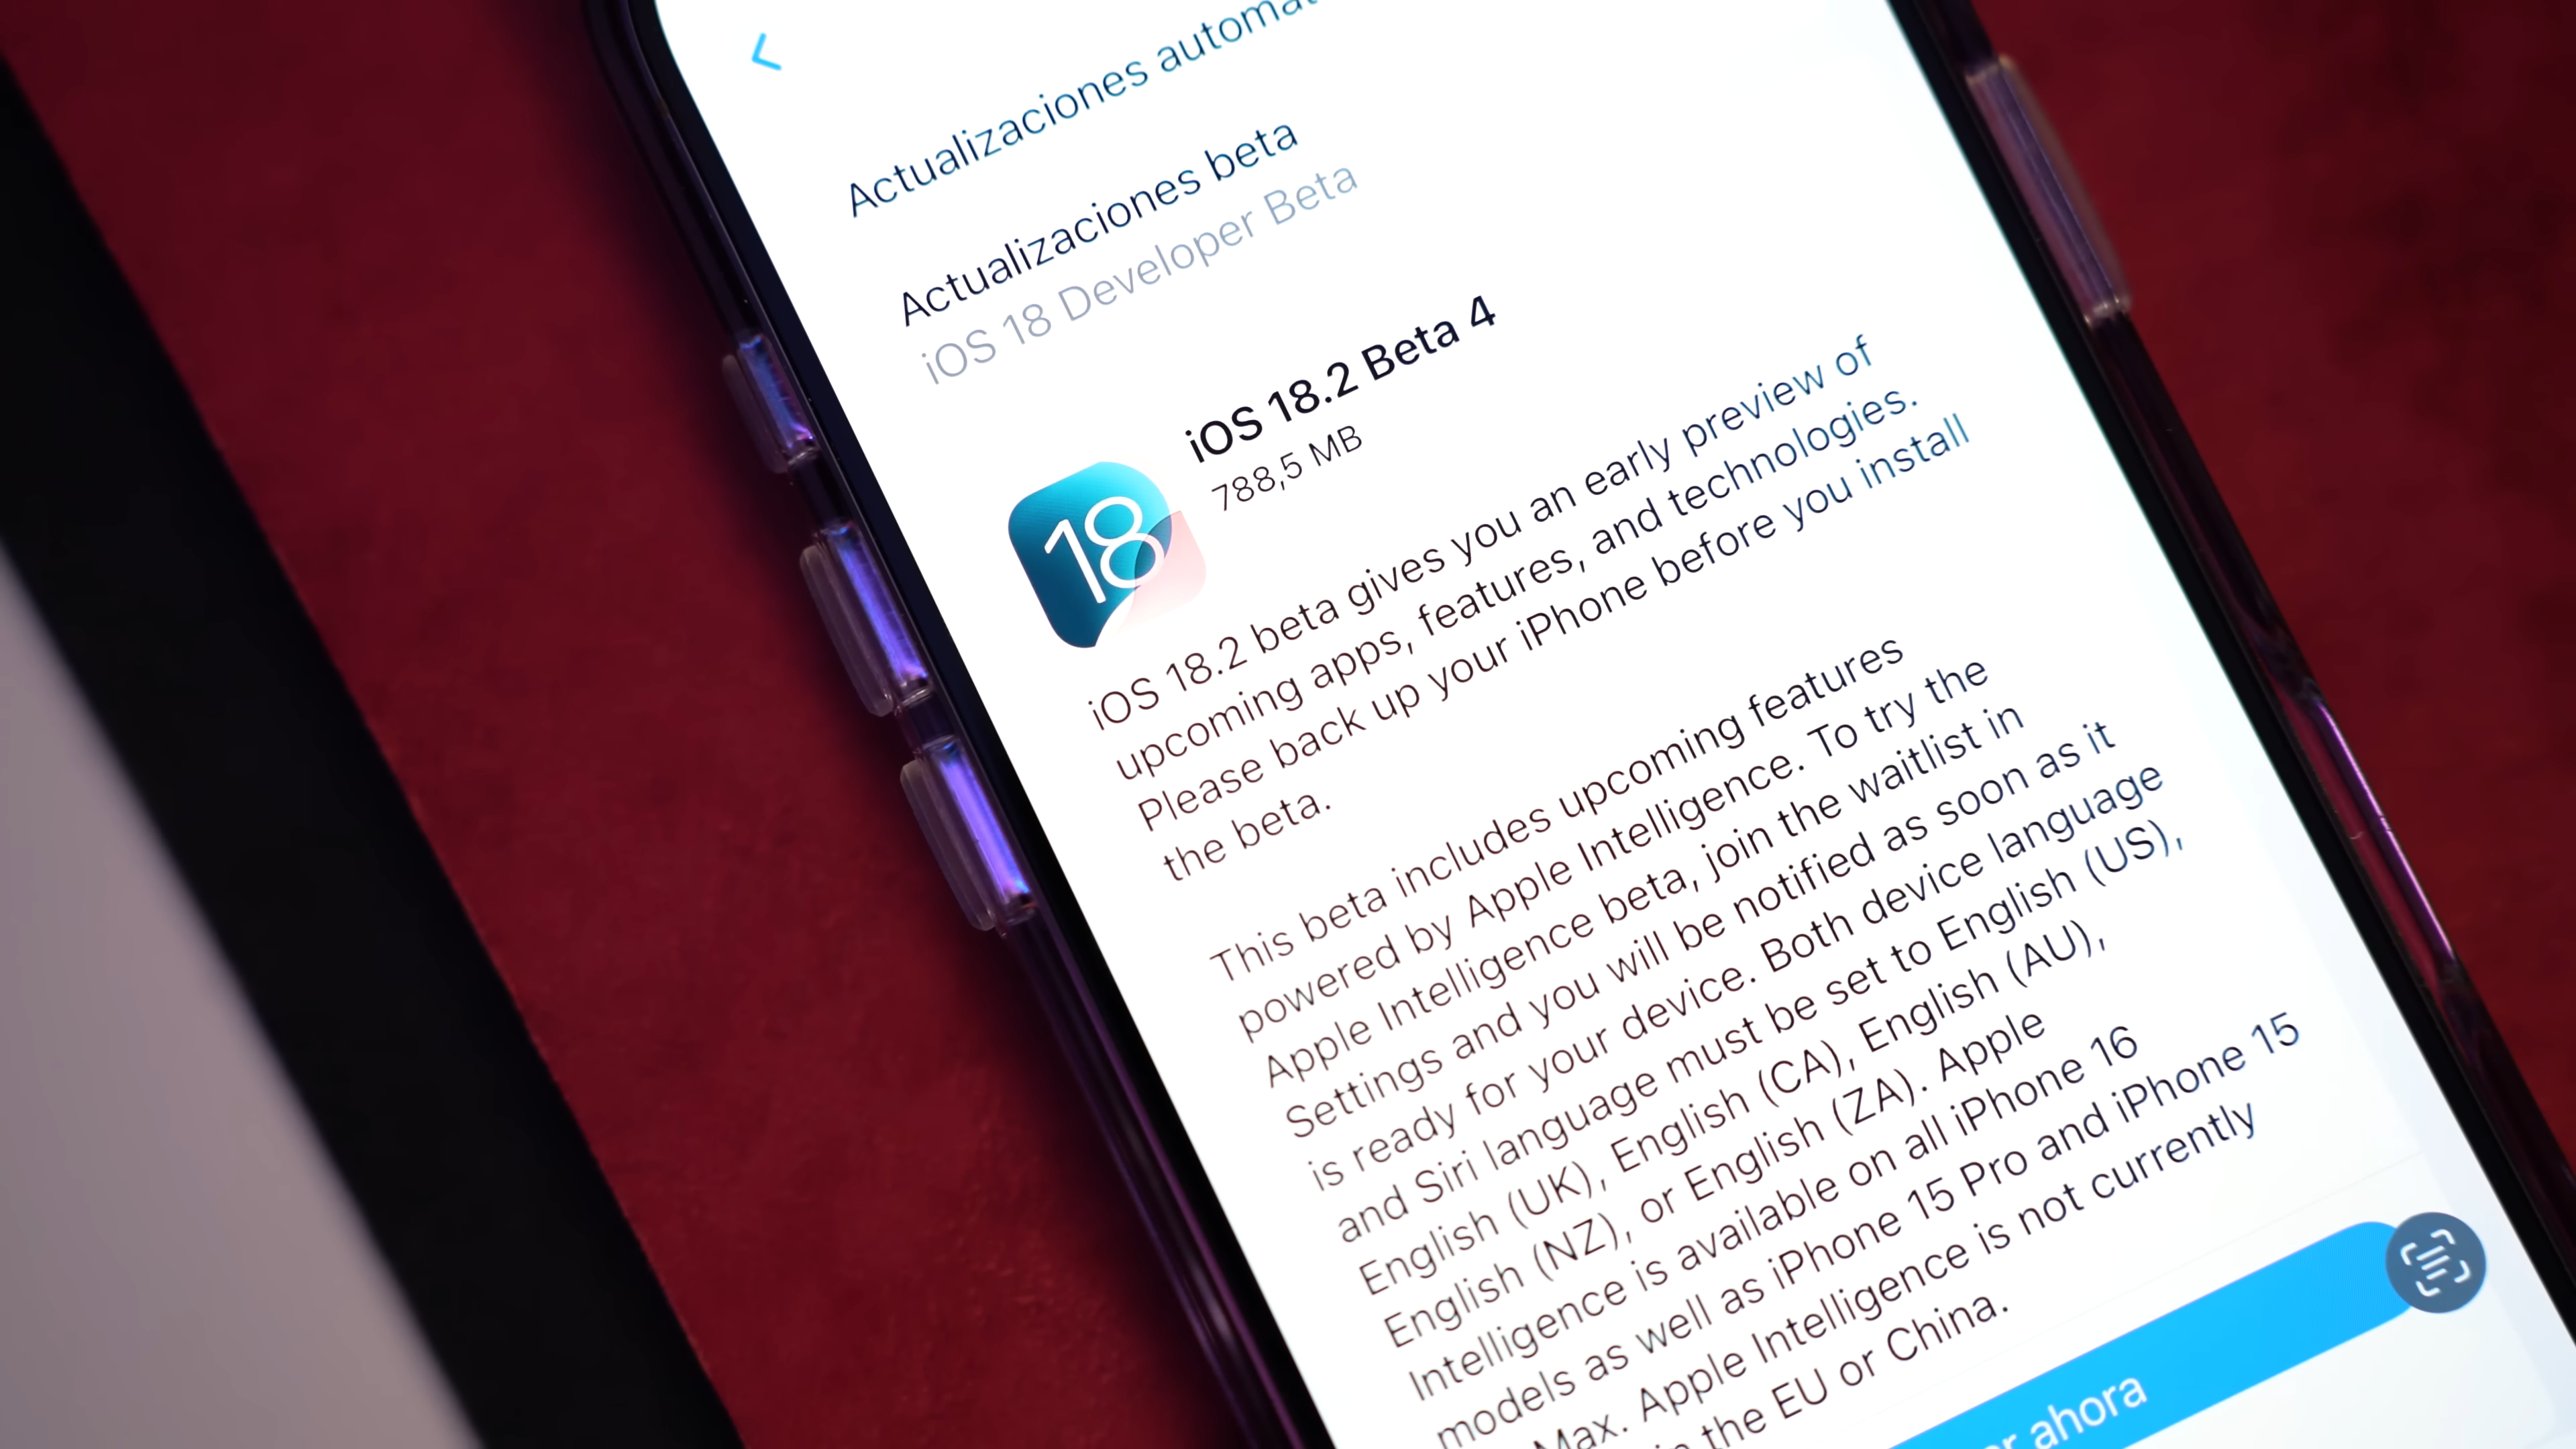 Actualizaciones
Actualizaciones beta
iOS 18 Developer Beta
iOS 18.2 Beta 4
788,5 MB
18
iOS 18.2 beta gives you an early preview of
upcoming apps, features, and technologies.
Please back up your iPhone before you install
the beta.
This beta includes upcoming features
powered by Apple Intelligence. To try the
Apple Intelligence beta, join the waitlist in
Settings and you will be notified as soon as it
is ready for your device. Both device language
and Siri language must be set to English (US),
English (UK), English (CA), English (AU),
English (NZ), or English (ZA). Apple
Intelligence is available on all iPhone 16
models as well as iPhone 15 Pro and iPhone 15
Max. Apple Intelligence is not currently
the EU or China.
ahora